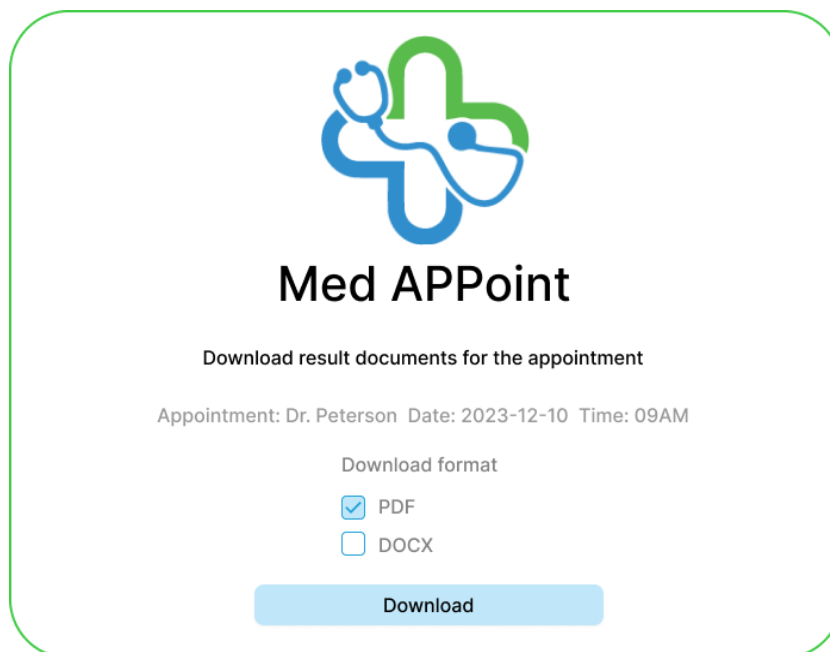 Med APPoint
Download result documents for the appointment
Appointment: Dr. Peterson Date: 2023-12-10 Time: 09AM
Download format
PDF
DOCX
Download